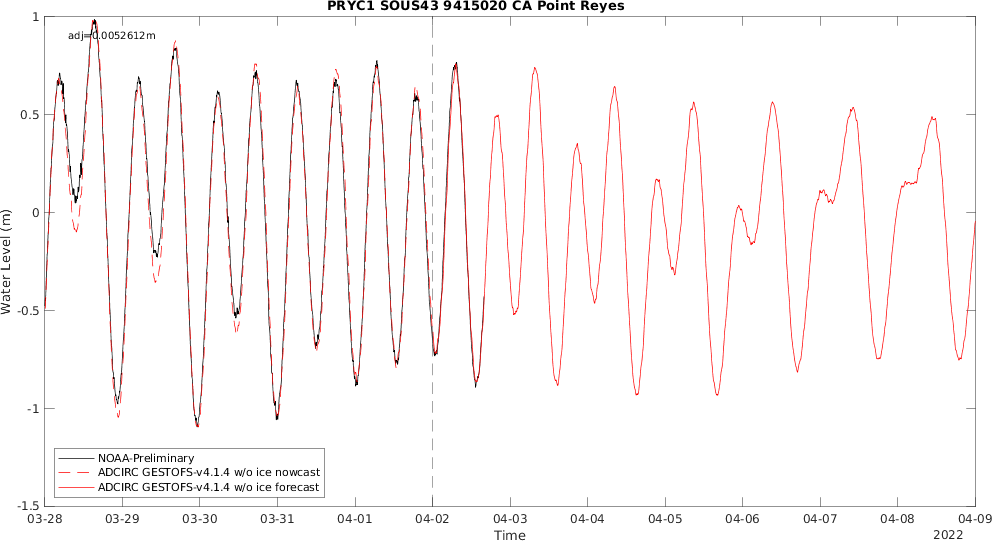 PRYC1 SOUS43 9415020 CA Point Reyes
adj=0.0052612m
1
0.5
0
-0.5
-1
-1.5
Water Level (m)
NOAA-Preliminary
ADCIRC GESTOFS-v4.1.4 w/o ice nowcast
ADCIRC GESTOFS-v4.1.4 w/o ice forecast
03-28 03-29 03-30 03-31 04-01 04-02 04-03 04-04 04-05 04-06 04-07 04-08 04-09
Time
2022